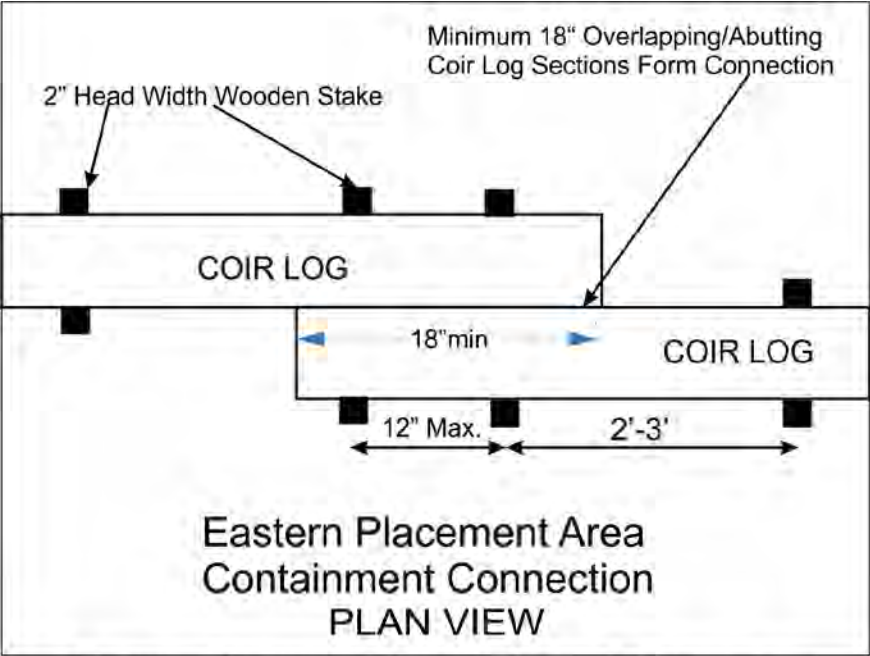 Minimum 18“ Overlapping/Abutting
Coir Log Sections Form Connection
2” Head Width Wooden Stake
COIR LOG
18”min
COIR LOG
12” Max.
2’-3’
Eastern Placement Area
Containment Connection
PLAN VIEW